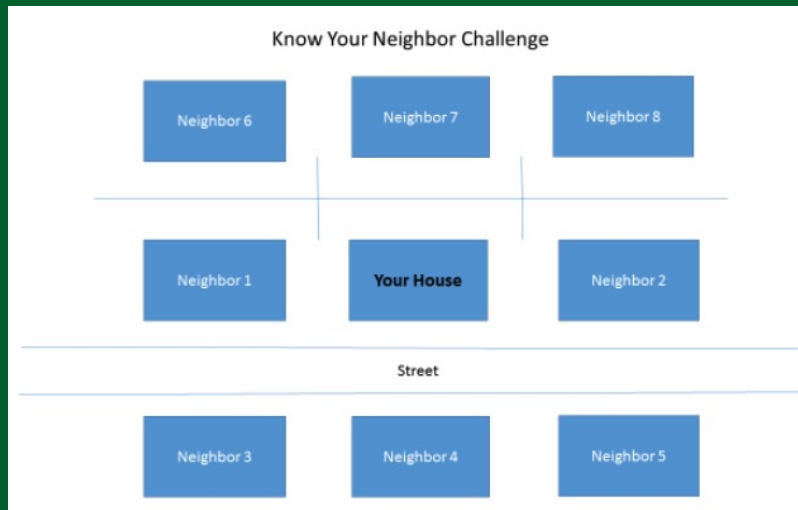 Know Your Neighbor Challenge
Neighbor 6
Neighbor 7
Neighbor 8
Neighbor 1
Your House
Neighbor 2
Street
Neighbor 3
Neighbor 4
Neighbor 5